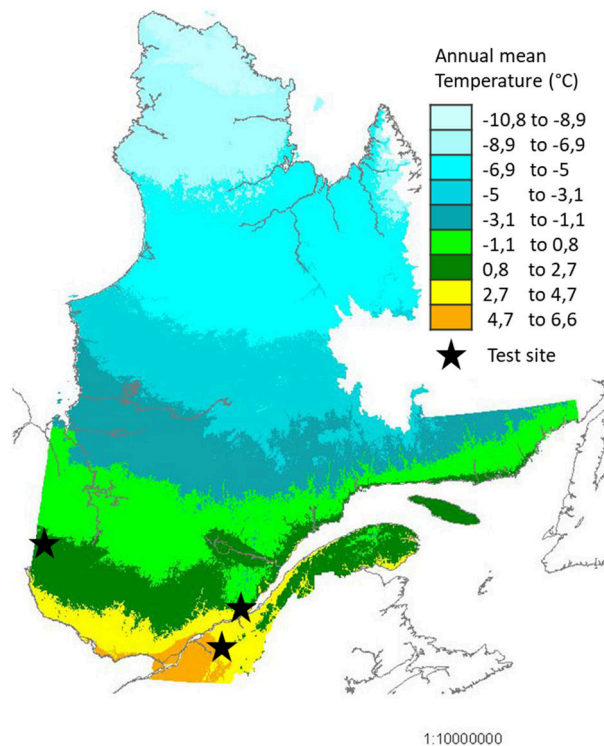 Annual mean
Temperature (°C)
-10,8 to -8,9
-8,9 to -6,9
-6,9 to -5
-5 to -3,1
-3,1 to -1,1
-1,1 to 0,8
0,8 to 2,7
2,7 to 4,7
4,7 to 6,6
Test site
1:10000000